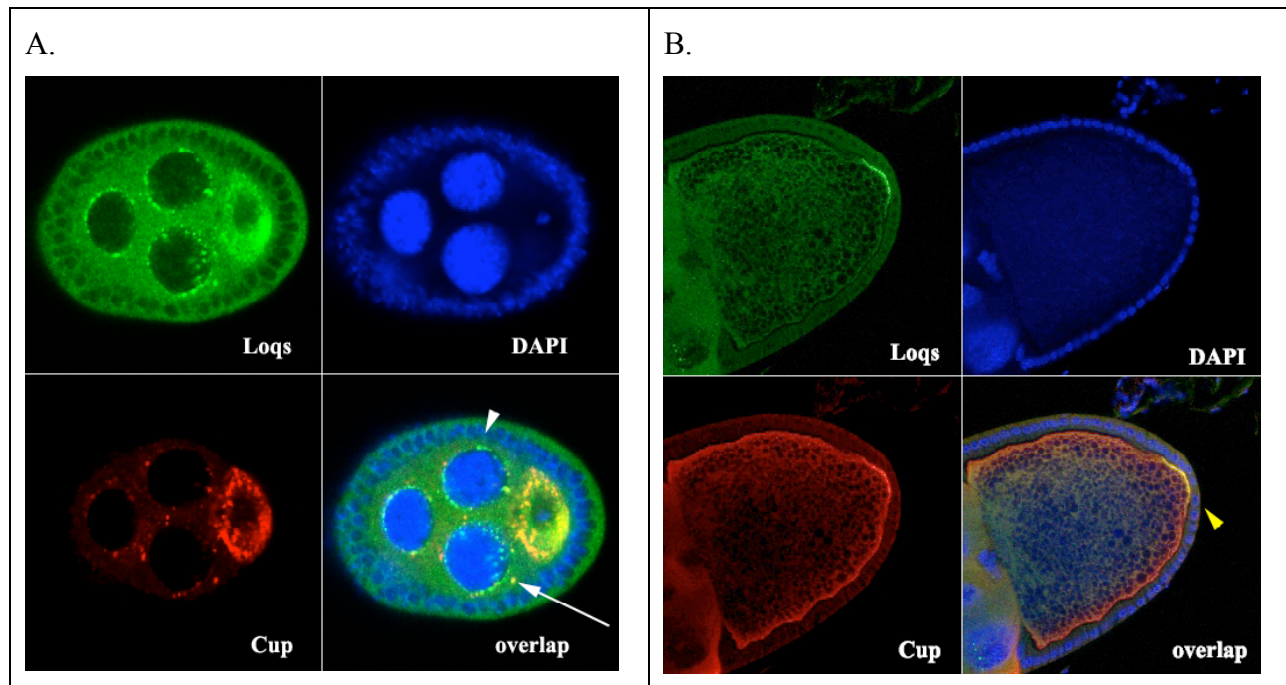 A.
Loqs
DAPI
Cup
overlap
B.
Loqs
DAPI
Cup
overlap